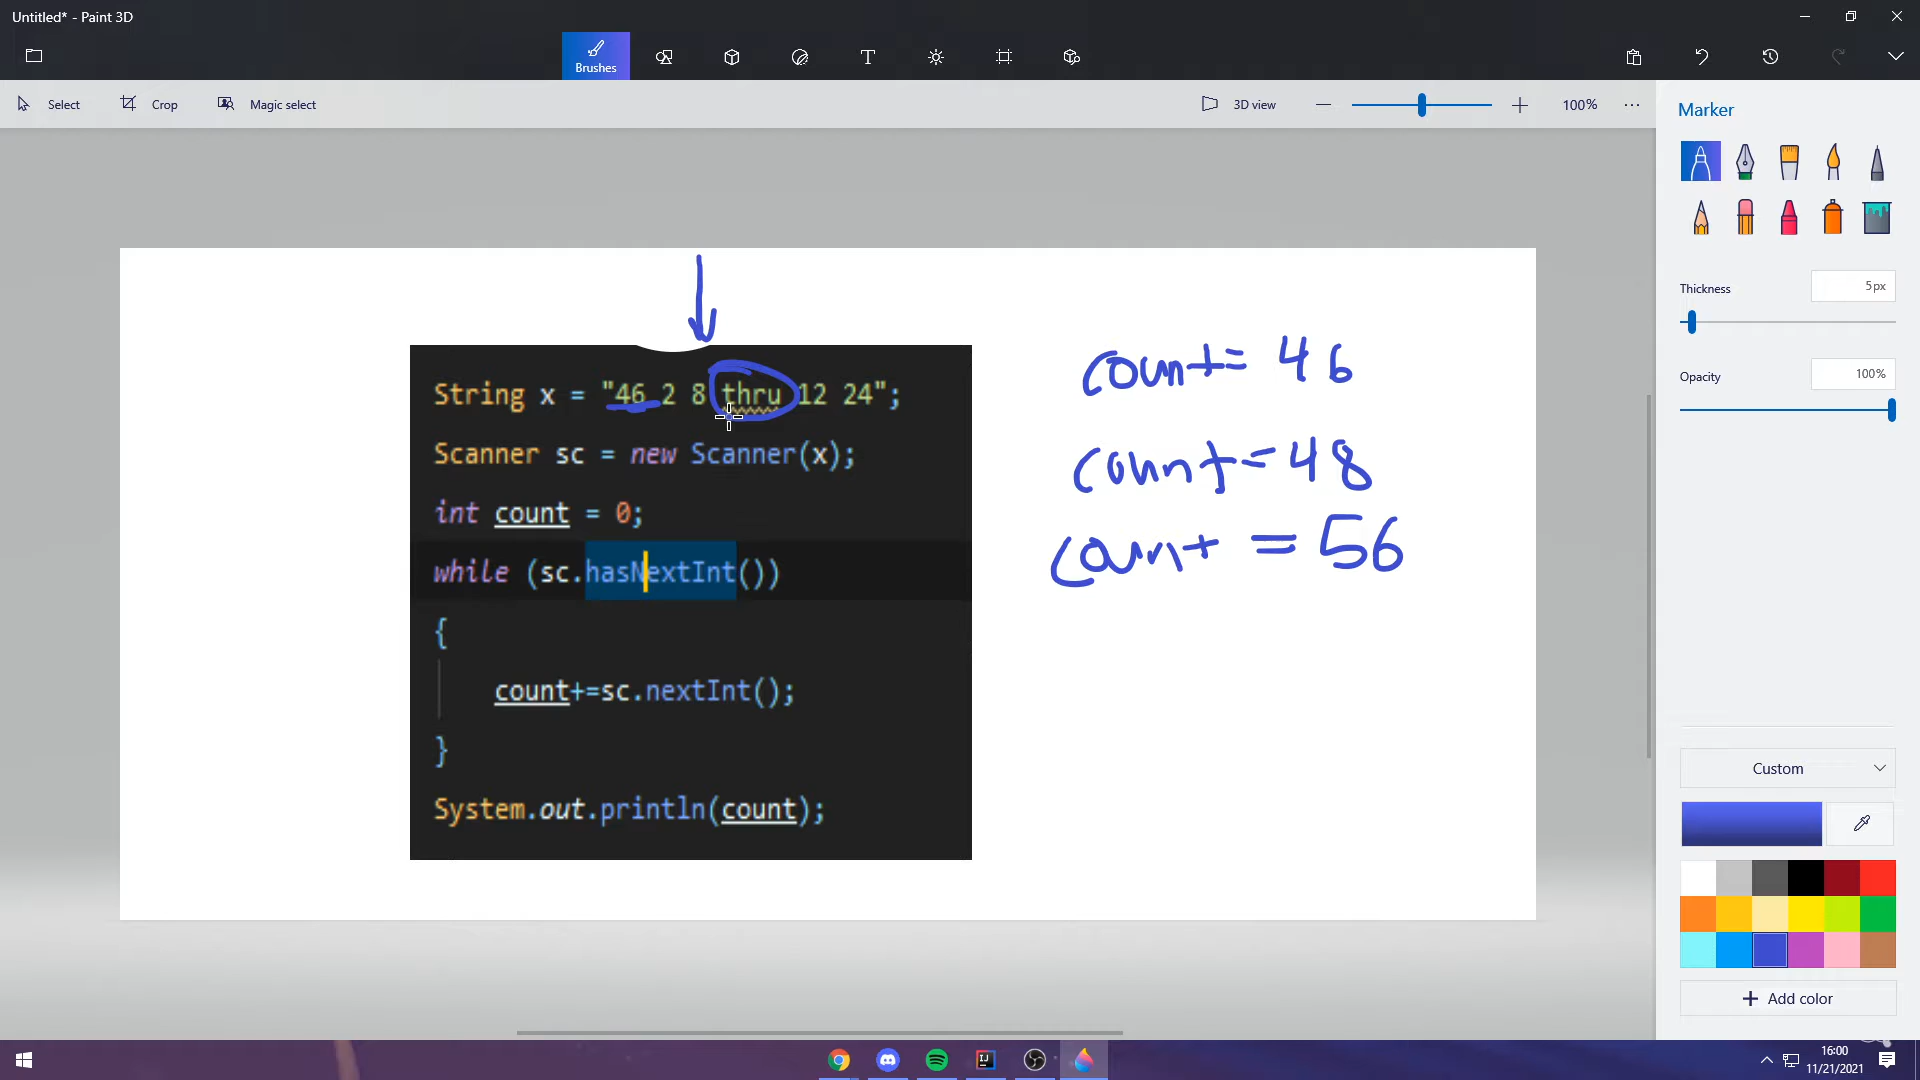 Untitled* - Paint 3D
Brushes
Select
Crop
Magic select
3D view
100%
Marker
Thickness
5px
Opacity
100%
String x = "46 2 8 thru 12 24";
Scanner sc = new Scanner(x);
int count = 0;
while (sc.hasNextInt())
{
count+=sc.nextInt();
}
System.out.println(count);
count= 46
count=48
count = 56
Custom
Add color
16:00
11/21/2021